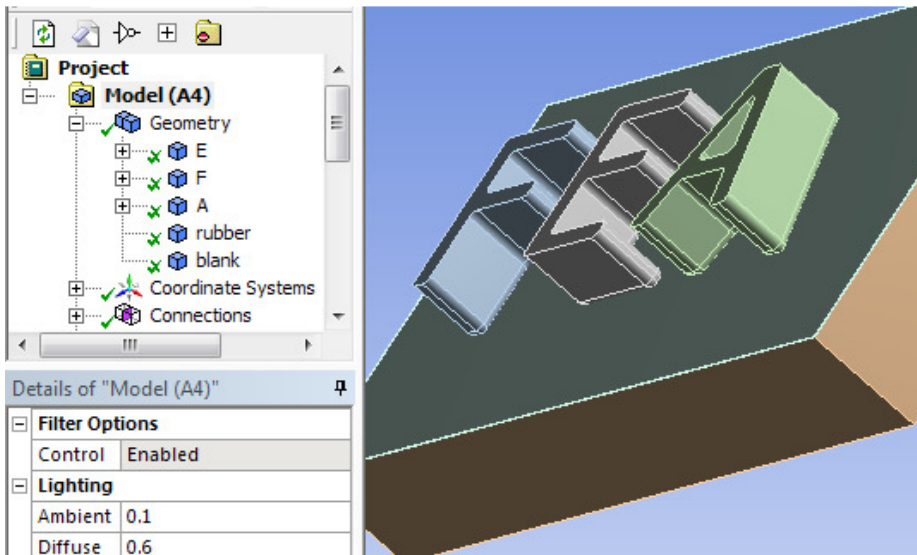 Project
Model (A4)
Geometry
E
F
A
rubber
blank
Coordinate Systems
Connections
Details of "Model (A4)"
Filter Options
Control Enabled
Lighting
Ambient 0.1
Diffuse 0.6